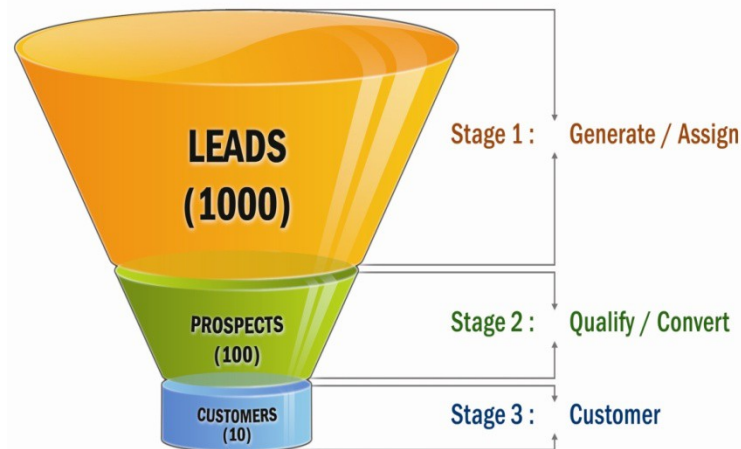 LEADS
(1000)
Stage 1 : Generate / Assign
PROSPECTS
(100)
Stage 2 : Qualify / Convert
CUSTOMERS
(10)
Stage 3 : Customer